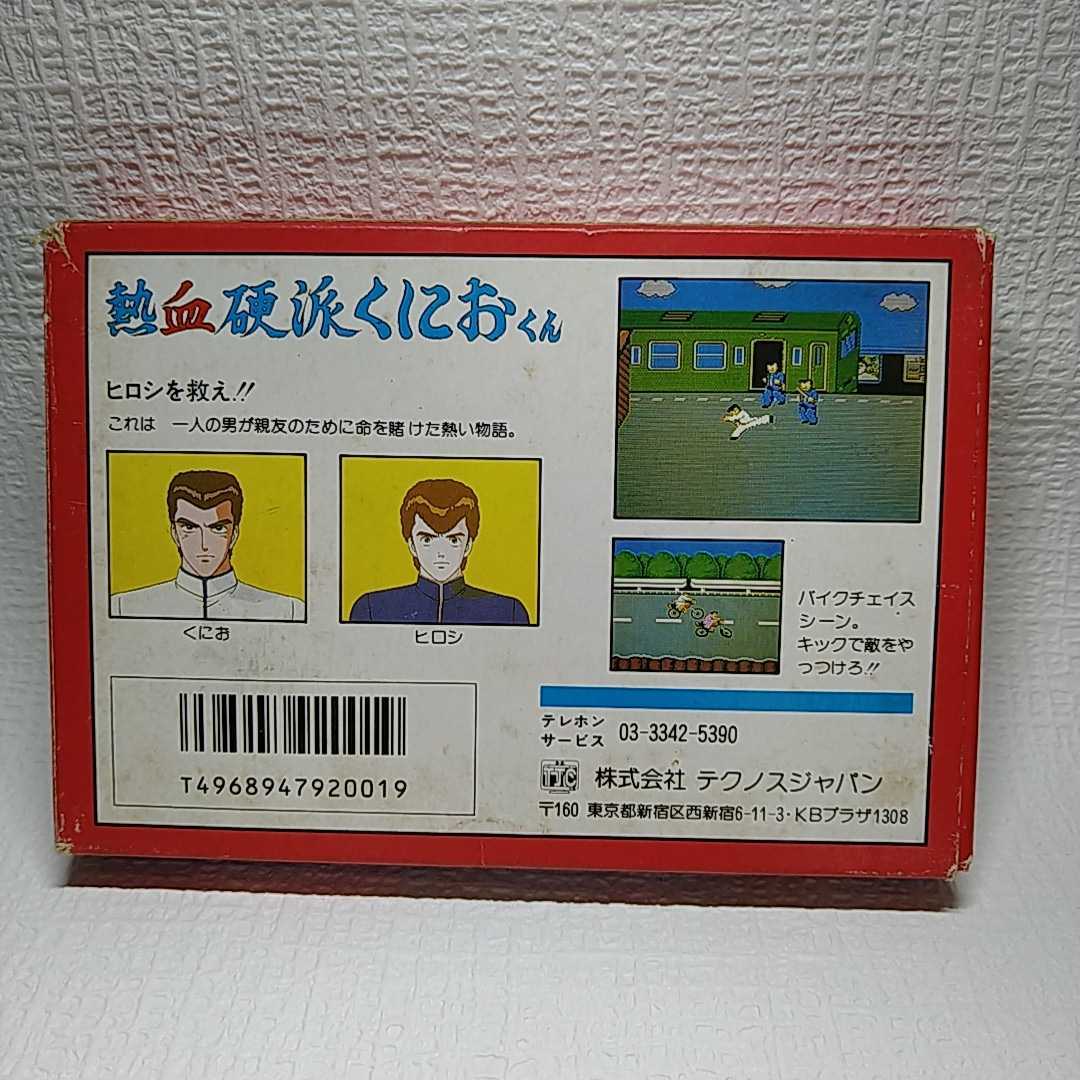 熱血硬派くにおくん
ヒロシを救え!!
これは 一人の男が親友のために命を賭けた熱い物語。
くにお
ヒロシ
バイクチェイス
シーン。
キックで敵をや
つつけろ!!
T4968947920019
テレホン
サービス 03-3342-5390
TJC 株式会社 テクノスジャパン
〒160 東京都新宿区西新宿6-11-3・KBプラザ1308